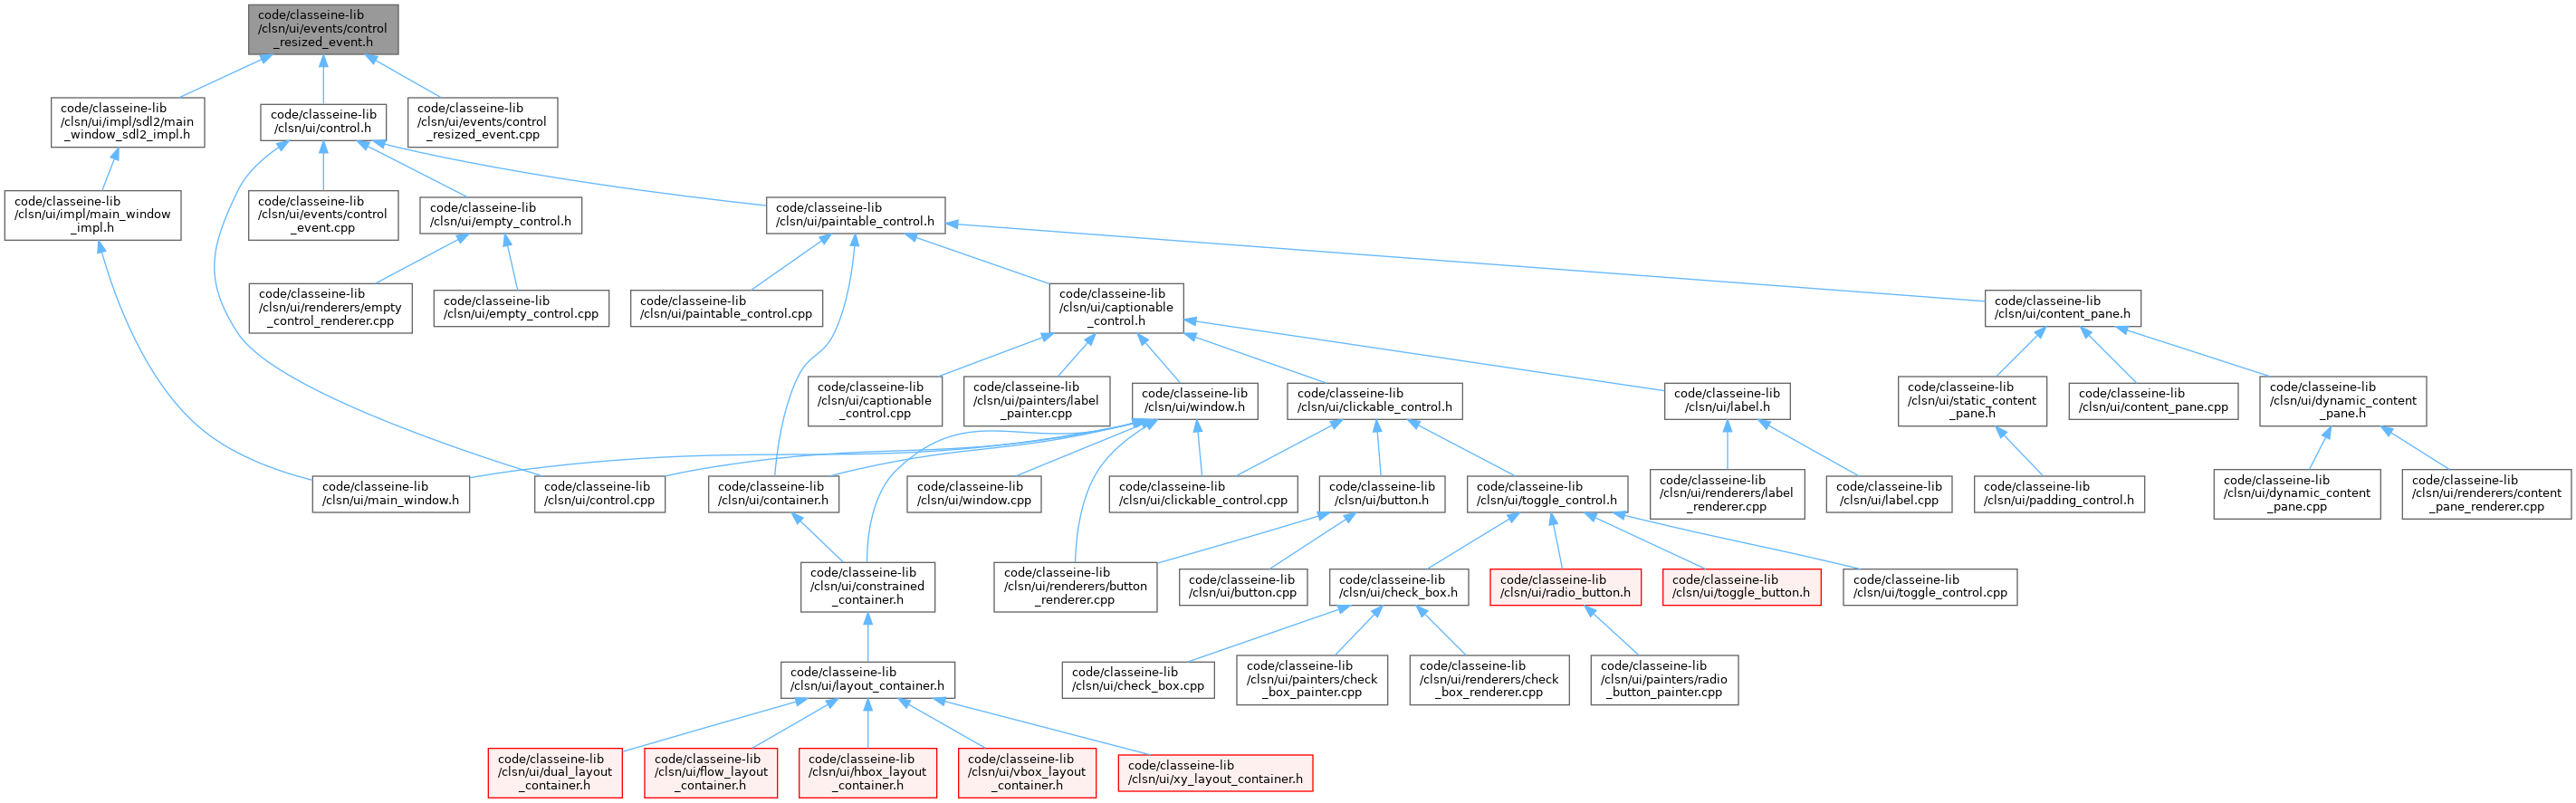 code/classeine-lib
/clsn/ui/events/control
_resized_event.h
code/classeine-lib
/clsn/ui/impl/sdl2/main
_window_sdl2_impl.h
code/classeine-lib
/clsn/ui/control.h
code/classeine-lib
/clsn/ui/events/control
_resized_event.cpp
code/classeine-lib
/clsn/ui/impl/main_window
_impl.h
code/classeine-lib
/clsn/ui/events/control
_event.cpp
code/classeine-lib
/clsn/ui/empty_control.h
code/classeine-lib
/clsn/ui/paintable_control.h
code/classeine-lib
/clsn/ui/renderers/empty
_control_renderer.cpp
code/classeine-lib
/clsn/ui/empty_control.cpp
code/classeine-lib
/clsn/ui/paintable_control.cpp
code/classeine-lib
/clsn/ui/captionable
_control.h
code/classeine-lib
/clsn/ui/content_pane.h
code/classeine-lib
/clsn/ui/captionable
_control.cpp
code/classeine-lib
/clsn/ui/painters/label
_painter.cpp
code/classeine-lib
/clsn/ui/window.h
code/classeine-lib
/clsn/ui/clickable_control.h
code/classeine-lib
/clsn/ui/label.h
code/classeine-lib
/clsn/ui/static_content
_pane.h
code/classeine-lib
/clsn/ui/content_pane.cpp
code/classeine-lib
/clsn/ui/dynamic_content
_pane.h
code/classeine-lib
/clsn/ui/main_window.h
code/classeine-lib
/clsn/ui/control.cpp
code/classeine-lib
/clsn/ui/container.h
code/classeine-lib
/clsn/ui/window.cpp
code/classeine-lib
/clsn/ui/clickable_control.cpp
code/classeine-lib
/clsn/ui/button.h
code/classeine-lib
/clsn/ui/toggle_control.h
code/classeine-lib
/clsn/ui/renderers/label
_renderer.cpp
code/classeine-lib
/clsn/ui/label.cpp
code/classeine-lib
/clsn/ui/padding_control.h
code/classeine-lib
/clsn/ui/dynamic_content
_pane.cpp
code/classeine-lib
/clsn/ui/renderers/content
_pane_renderer.cpp
code/classeine-lib
/clsn/ui/constrained
_container.h
code/classeine-lib
/clsn/ui/renderers/button
_renderer.cpp
code/classeine-lib
/clsn/ui/button.cpp
code/classeine-lib
/clsn/ui/check_box.h
code/classeine-lib
/clsn/ui/radio_button.h
code/classeine-lib
/clsn/ui/toggle_button.h
code/classeine-lib
/clsn/ui/toggle_control.cpp
code/classeine-lib
/clsn/ui/layout_container.h
code/classeine-lib
/clsn/ui/check_box.cpp
code/classeine-lib
/clsn/ui/painters/check
_box_painter.cpp
code/classeine-lib
/clsn/ui/renderers/check
_box_renderer.cpp
code/classeine-lib
/clsn/ui/painters/radio
_button_painter.cpp
code/classeine-lib
/clsn/ui/dual_layout
_container.h
code/classeine-lib
/clsn/ui/flow_layout
_container.h
code/classeine-lib
/clsn/ui/hbox_layout
_container.h
code/classeine-lib
/clsn/ui/vbox_layout
_container.h
code/classeine-lib
/clsn/ui/xy_layout_container.h